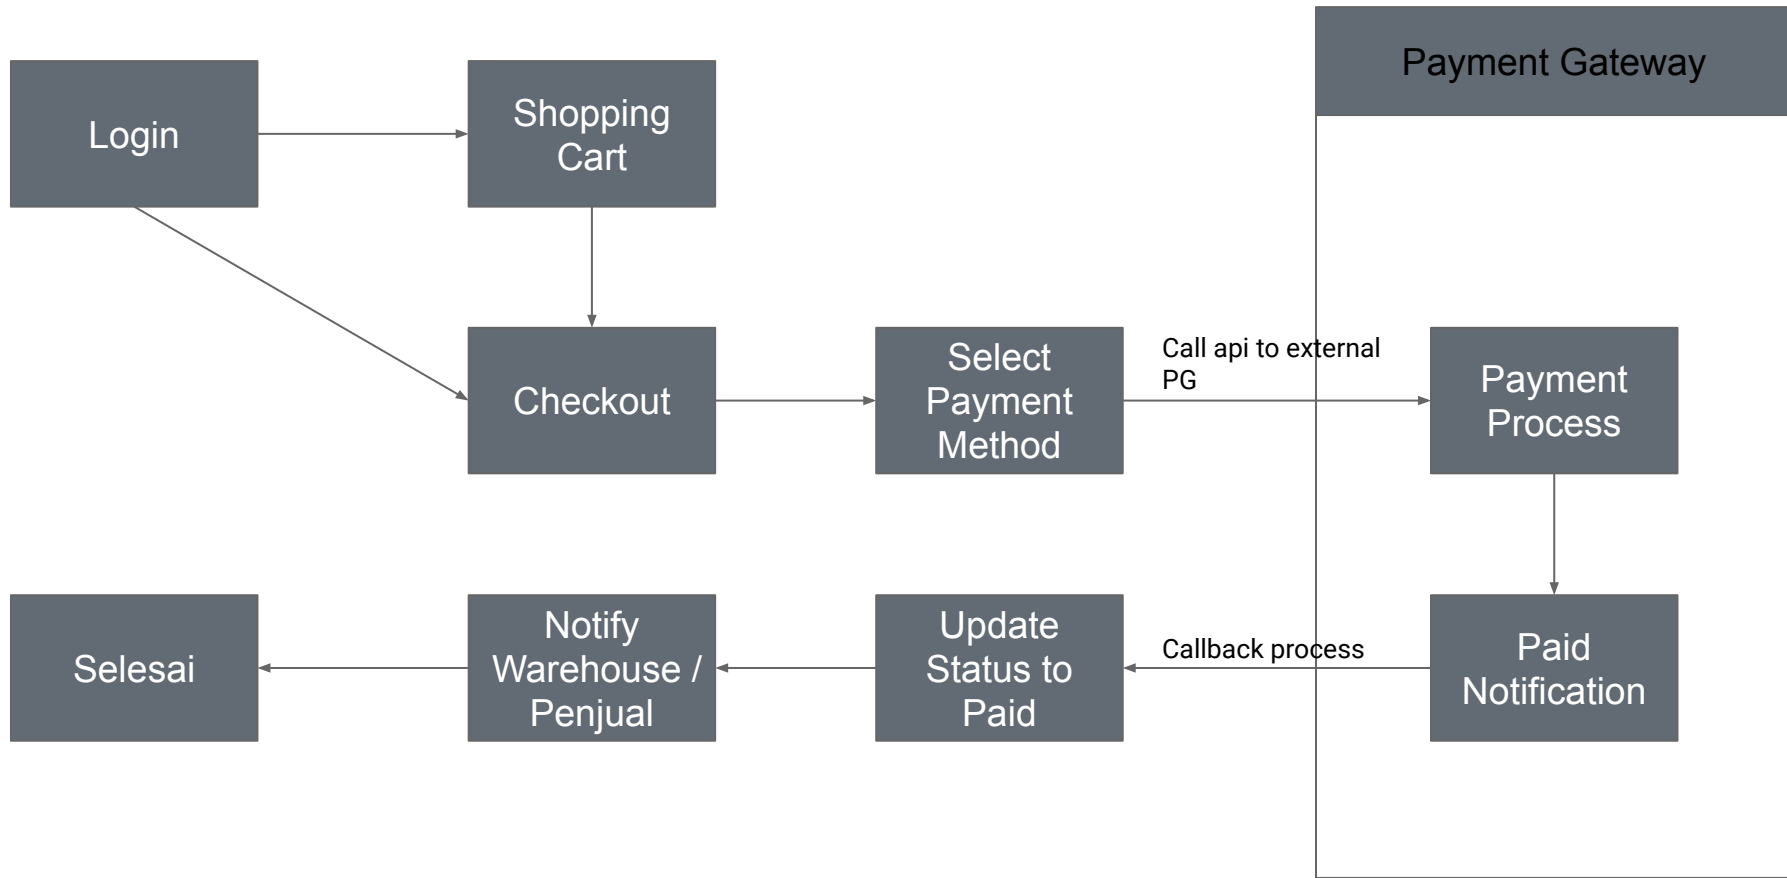 Payment Gateway
Login
Shopping
Cart
Checkout
Select
Payment
Method
Call api to external
PG
Payment
Process
Selesai
Notify
Warehouse /
Penjual
Update
Status to
Paid
Callback process
Paid
Notification